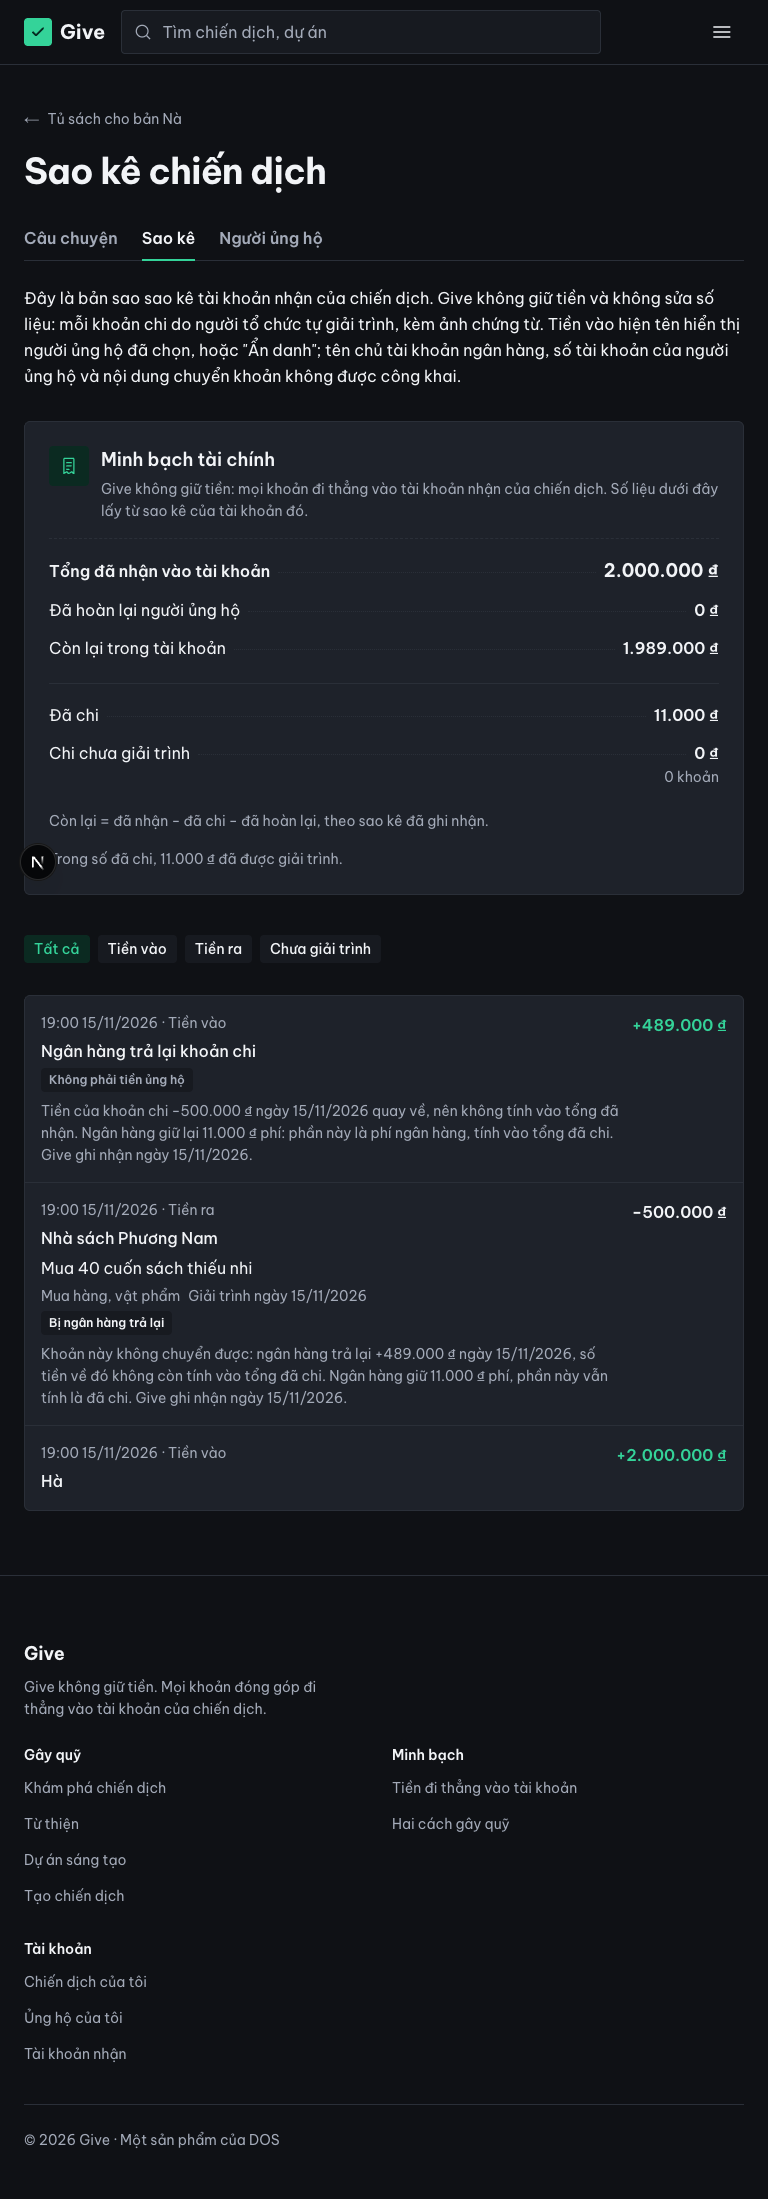 Give
Tìm chiến dịch, dự án
← Tủ sách cho bản Nà
Sao kê chiến dịch
Câu chuyện Sao kê Người ủng hộ
Đây là bản sao sao kê tài khoản nhận của chiến dịch. Give không giữ tiền và không sửa số
liệu: mỗi khoản chi do người tổ chức tự giải trình, kèm ảnh chứng từ. Tiền vào hiện tên hiển thị
người ủng hộ đã chọn, hoặc "Ẩn danh"; tên chủ tài khoản ngân hàng, số tài khoản của người
ủng hộ và nội dung chuyển khoản không được công khai.
Minh bạch tài chính
Give không giữ tiền: mọi khoản đi thẳng vào tài khoản nhận của chiến dịch. Số liệu dưới đây
lấy từ sao kê của tài khoản đó.
Tổng đã nhận vào tài khoản 2.000.000 ₫
Đã hoàn lại người ủng hộ 0 ₫
Còn lại trong tài khoản 1.989.000 ₫
Đã chi 11.000 ₫
Chi chưa giải trình 0 ₫
0 khoản
Còn lại = đã nhận - đã chi - đã hoàn lại, theo sao kê đã ghi nhận.
Trong số đã chi, 11.000 ₫ đã được giải trình.
Tất cả Tiền vào Tiền ra Chưa giải trình
19:00 15/11/2026 · Tiền vào +489.000 ₫
Ngân hàng trả lại khoản chi
Không phải tiền ủng hộ
Tiền của khoản chi -500.000 ₫ ngày 15/11/2026 quay về, nên không tính vào tổng đã
nhận. Ngân hàng giữ lại 11.000 ₫ phí: phần này là phí ngân hàng, tính vào tổng đã chi.
Give ghi nhận ngày 15/11/2026.
19:00 15/11/2026 · Tiền ra -500.000 ₫
Nhà sách Phương Nam
Mua 40 cuốn sách thiếu nhi
Mua hàng, vật phẩm Giải trình ngày 15/11/2026
Bị ngân hàng trả lại
Khoản này không chuyển được: ngân hàng trả lại +489.000 ₫ ngày 15/11/2026, số
tiền về đó không còn tính vào tổng đã chi. Ngân hàng giữ 11.000 ₫ phí, phần này vẫn
tính là đã chi. Give ghi nhận ngày 15/11/2026.
19:00 15/11/2026 · Tiền vào +2.000.000 ₫
Hà
Give
Give không giữ tiền. Mọi khoản đóng góp đi
thẳng vào tài khoản của chiến dịch.
Gây quỹ
Khám phá chiến dịch
Từ thiện
Dự án sáng tạo
Tạo chiến dịch
Minh bạch
Tiền đi thẳng vào tài khoản
Hai cách gây quỹ
Tài khoản
Chiến dịch của tôi
Ủng hộ của tôi
Tài khoản nhận
© 2026 Give · Một sản phẩm của DOS